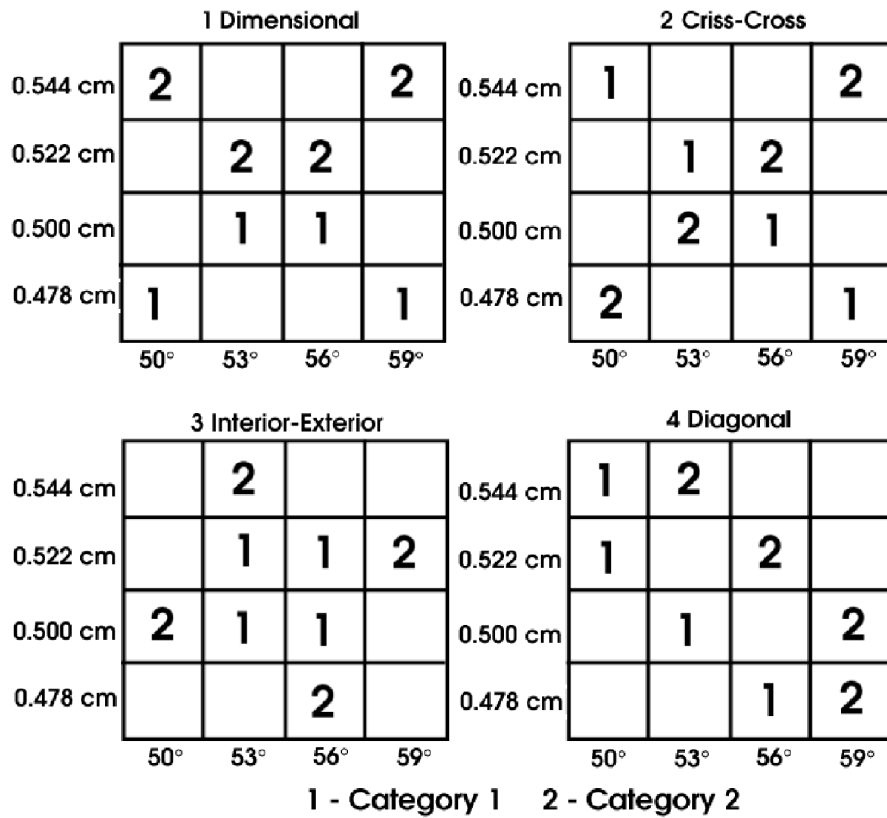 1 Dimensional
0.544 cm 2 2
0.522 cm 2 2
0.500 cm 1 1
0.478 cm 1 1
50° 53° 56° 59°
2 Criss-Cross
0.544 cm 1 2
0.522 cm 1 2
0.500 cm 2 1
0.478 cm 2 1
50° 53° 56° 59°
3 Interior-Exterior
0.544 cm 2
0.522 cm 1 1 2
0.500 cm 2 1 1
0.478 cm 2
50° 53° 56° 59°
4 Diagonal
0.544 cm 1 2
0.522 cm 1 2
0.500 cm 1 2
0.478 cm 1 2
50° 53° 56° 59°
1 - Category 1 2 - Category 2